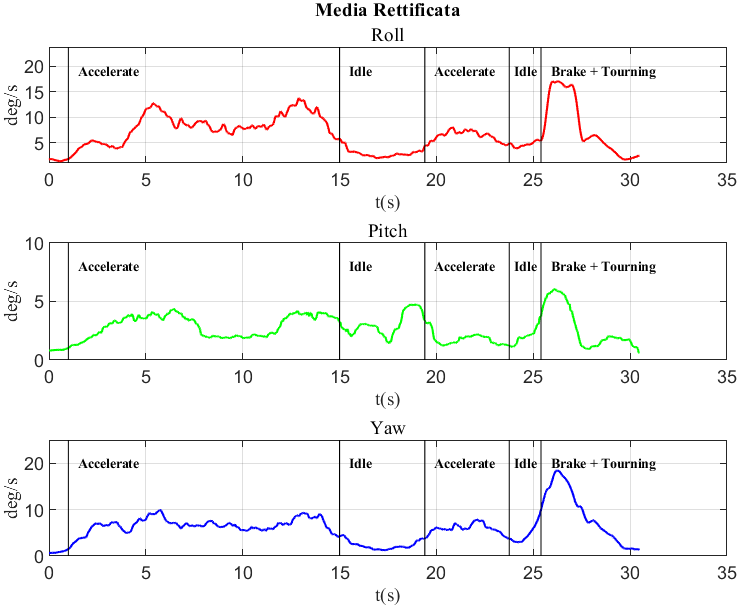 Media Rettificata
Roll
deg/s
20
15
10
5
Accelerate
Idle
Accelerate
Idle
Brake + Tourning
0 5 10 15 20 25 30 35
t(s)
Pitch
deg/s
10
5
0
Accelerate
Idle
Accelerate
Idle
Brake + Tourning
0 5 10 15 20 25 30 35
t(s)
Yaw
deg/s
20
10
0
Accelerate
Idle
Accelerate
Idle
Brake + Tourning
0 5 10 15 20 25 30 35
t(s)